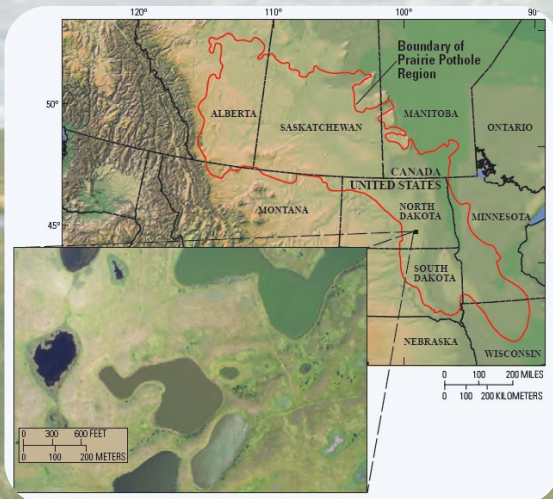 120°
110°
100°
90°
50°
45°
Boundary of
Prairie Pothole
Region
ALBERTA
SASKATCHEWAN
MANITOBA
ONTARIO
CANADA
UNITED STATES
MONTANA
NORTH
DAKOTA
MINNESOTA
SOUTH
DAKOTA
NEBRASKA
WISCONSIN
0 100 200 MILES
0 100 200 KILOMETERS
0 300 600 FEET
0 200 METERS